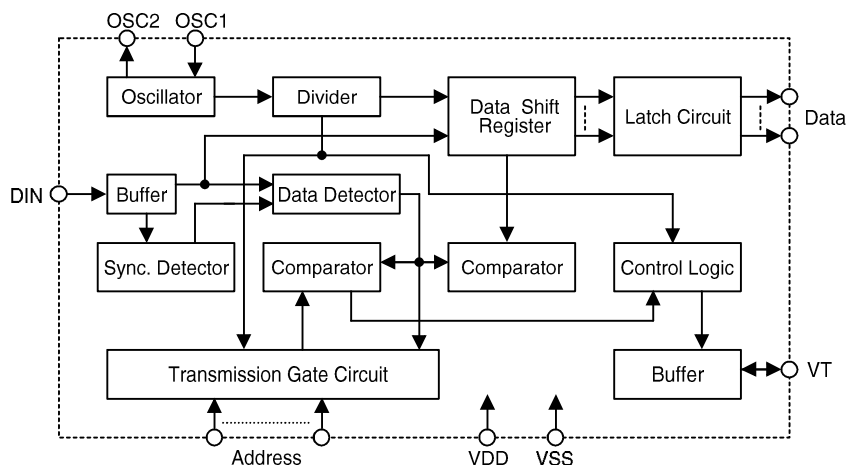 OSC2 OSC1
Oscillator
Divider
Data Shift
Register
Latch Circuit
Data
DIN
Buffer
Data Detector
Sync. Detector
Comparator
Comparator
Control Logic
Transmission Gate Circuit
Buffer
VT
Address
VDD
VSS